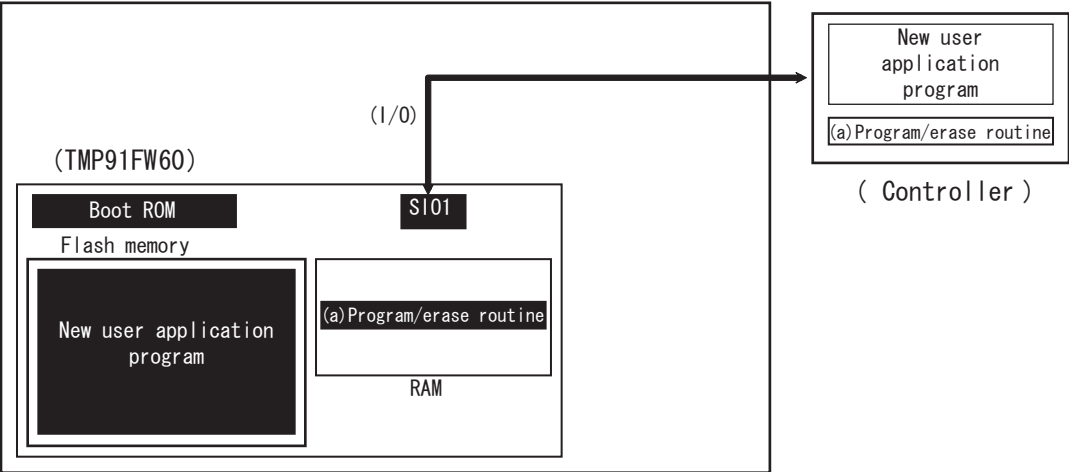 New user
application
program
(a)Program/erase routine
( Controller )
(I/O)
(TMP91FW60)
Boot ROM
SIO1
Flash memory
New user application
program
(a)Program/erase routine
RAM